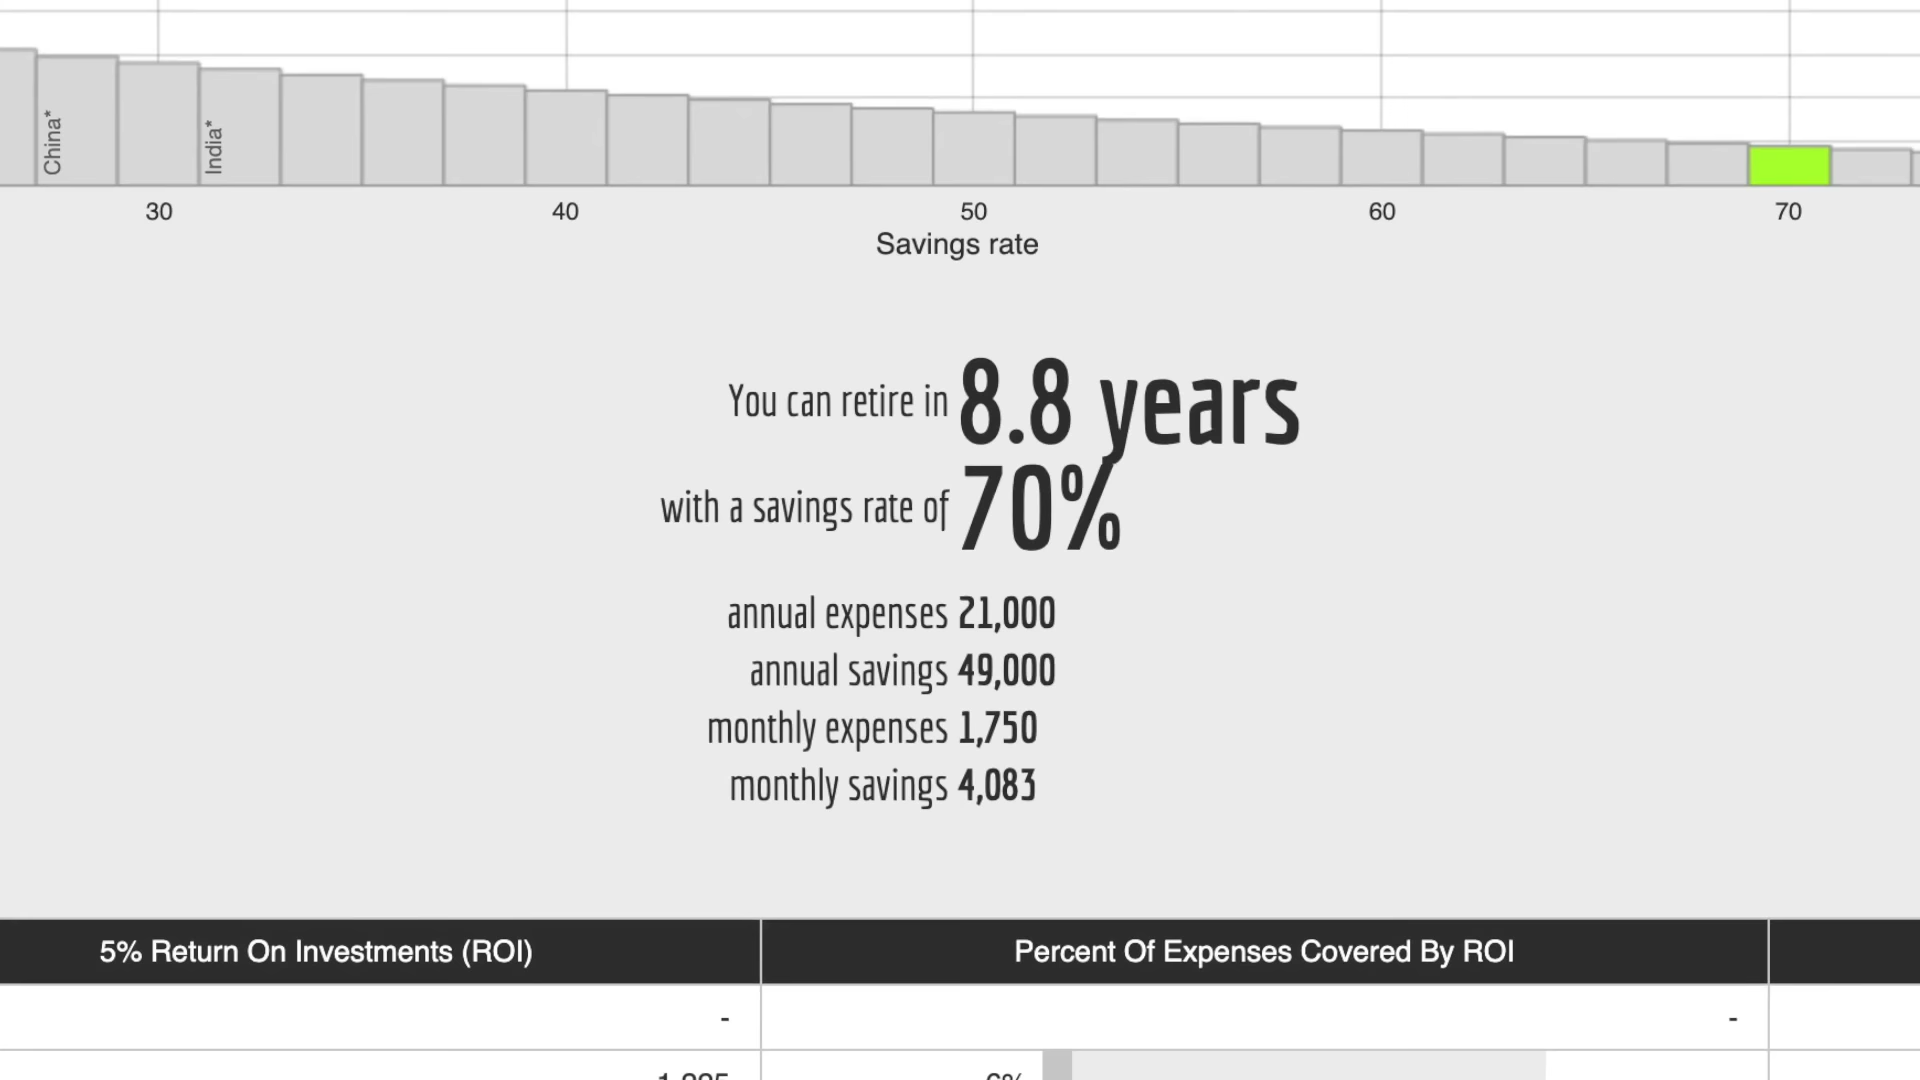 China*
India*
30 40 50 60 70
Savings rate
You can retire in 8.8 years
with a savings rate of 70%
annual expenses 21,000
annual savings 49,000
monthly expenses 1,750
monthly savings 4,083
5% Return On Investments (ROI) Percent Of Expenses Covered By ROI
- -